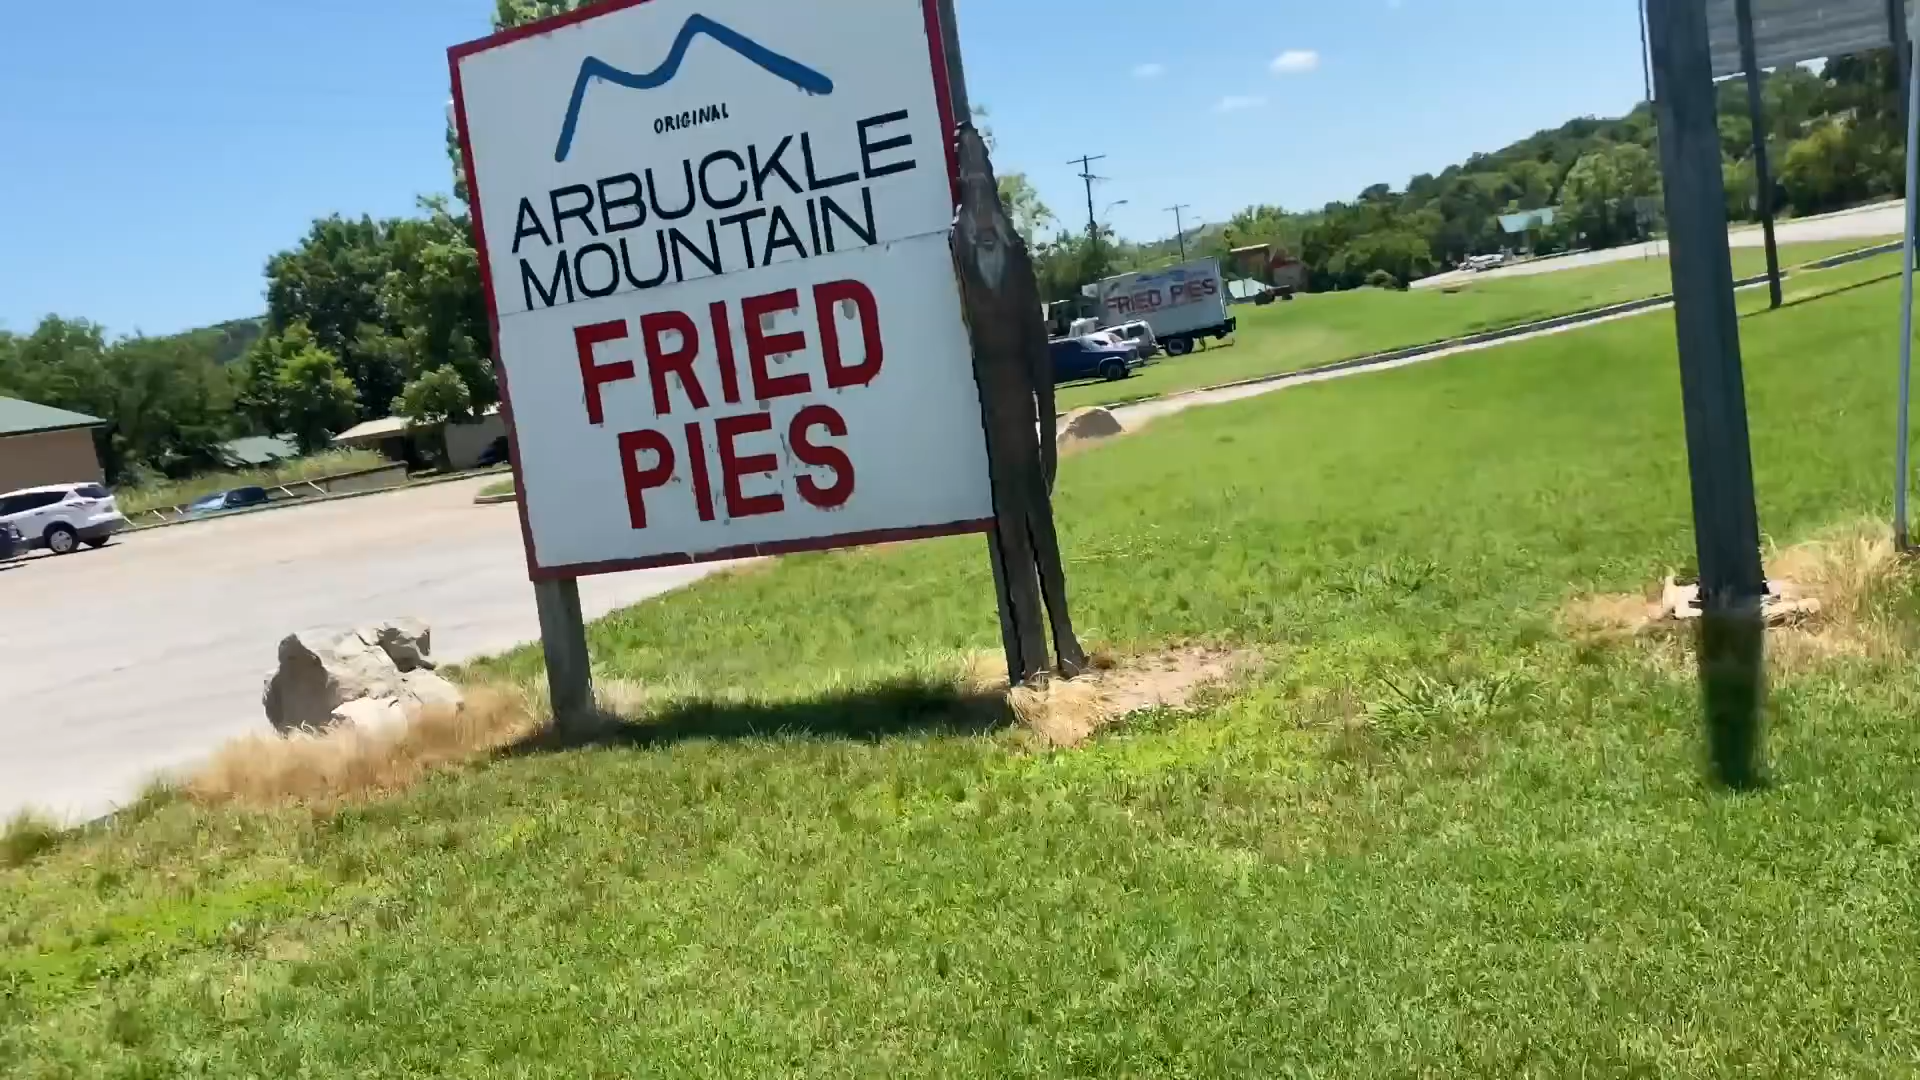 ORIGINAL
ARBUCKLE
MOUNTAIN
FRIED
PIES
FRIED PIES